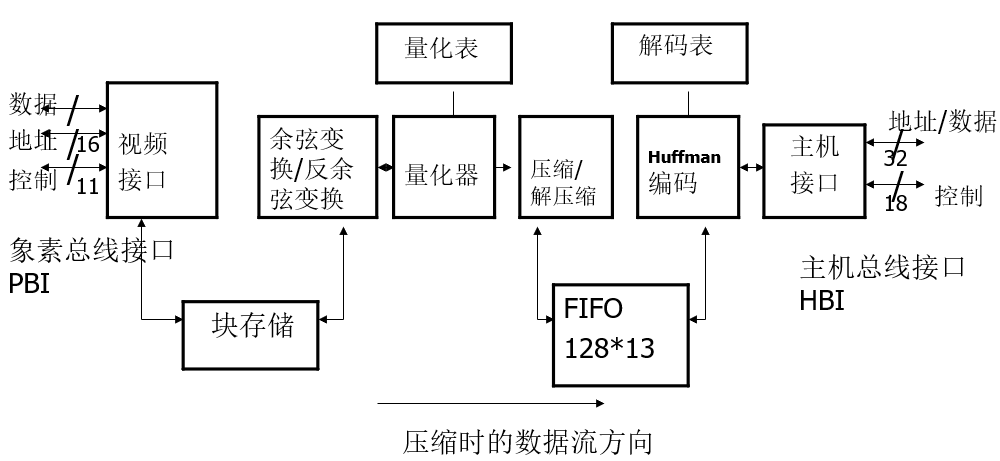 量化表
解码表
数据
地址
16
控制
11
视频
接口
余弦变
换/反余
弦变换
量化器
压缩/
解压缩
Huffman
编码
主机
接口
地址/数据
32
18
控制
象素总线接口
PBI
主机总线接口
HBI
块存储
FIFO
128*13
压缩时的数据流方向